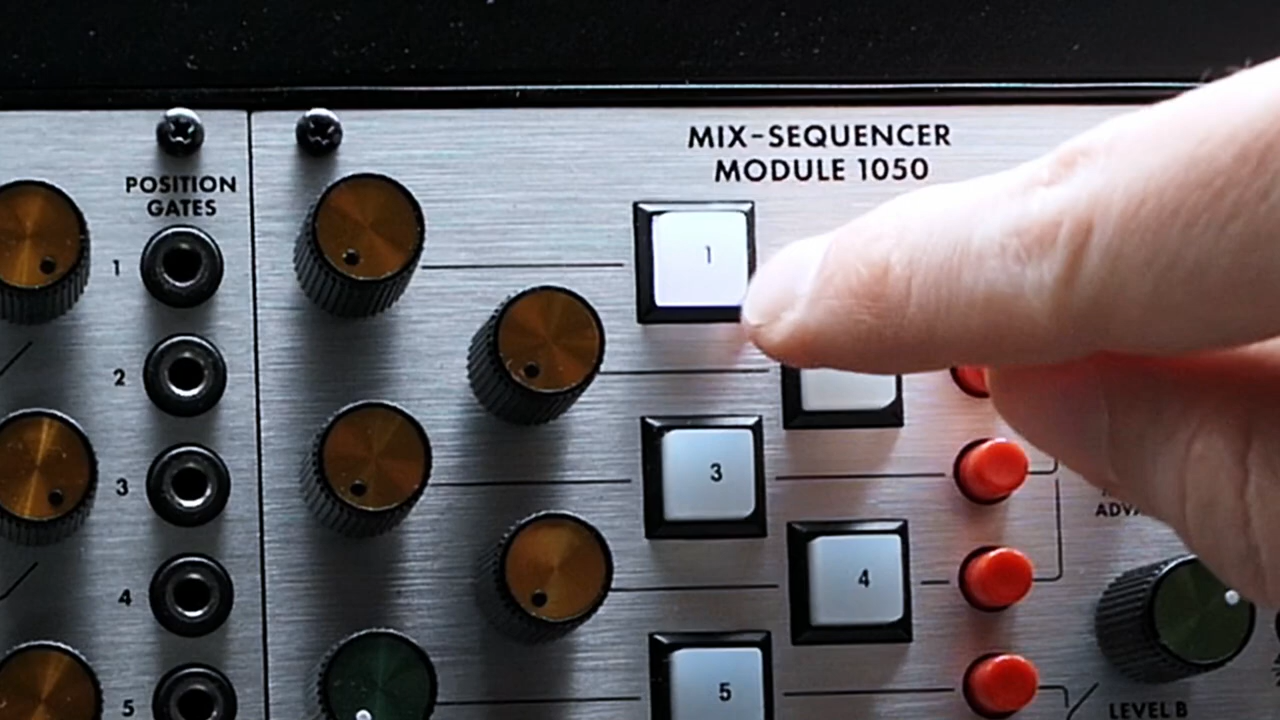 MIX-SEQUENCER
MODULE 1050
POSITION
GATES
1
1
2
3
3
4
4
5
5
LEVEL B